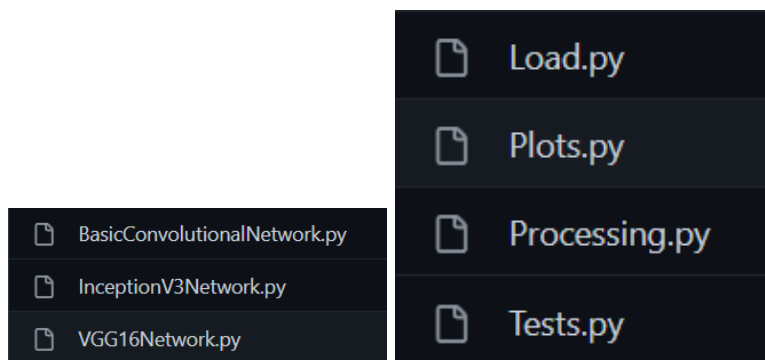 BasicConvolutionalNetwork.py
InceptionV3Network.py
VGG16Network.py
Load.py
Plots.py
Processing.py
Tests.py